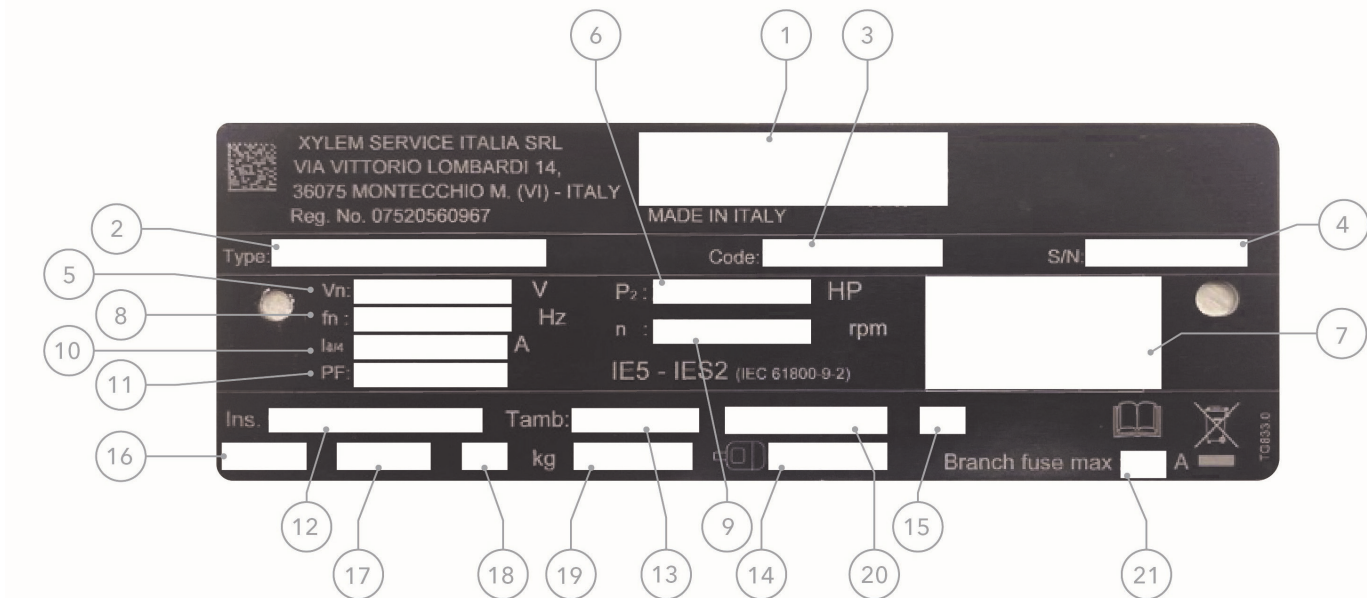 6 1 3
XYLEM SERVICE ITALIA SRL
VIA VITTORIO LOMBARDI 14,
36075 MONTECCHIO M. (VI) - ITALY
Reg. No. 07520560967 MADE IN ITALY
2 4
Type: Code: S/N:
5 Vn: V P2 : HP
8 fn : Hz
n : rpm
10 A 7
11 PF: IE5 - IES2 (IEC 61800-9-2)
Ins. Tamb:
TG833.0
16 kg Branch fuse max A
12 9 15
17 18 19 13 14 20 21